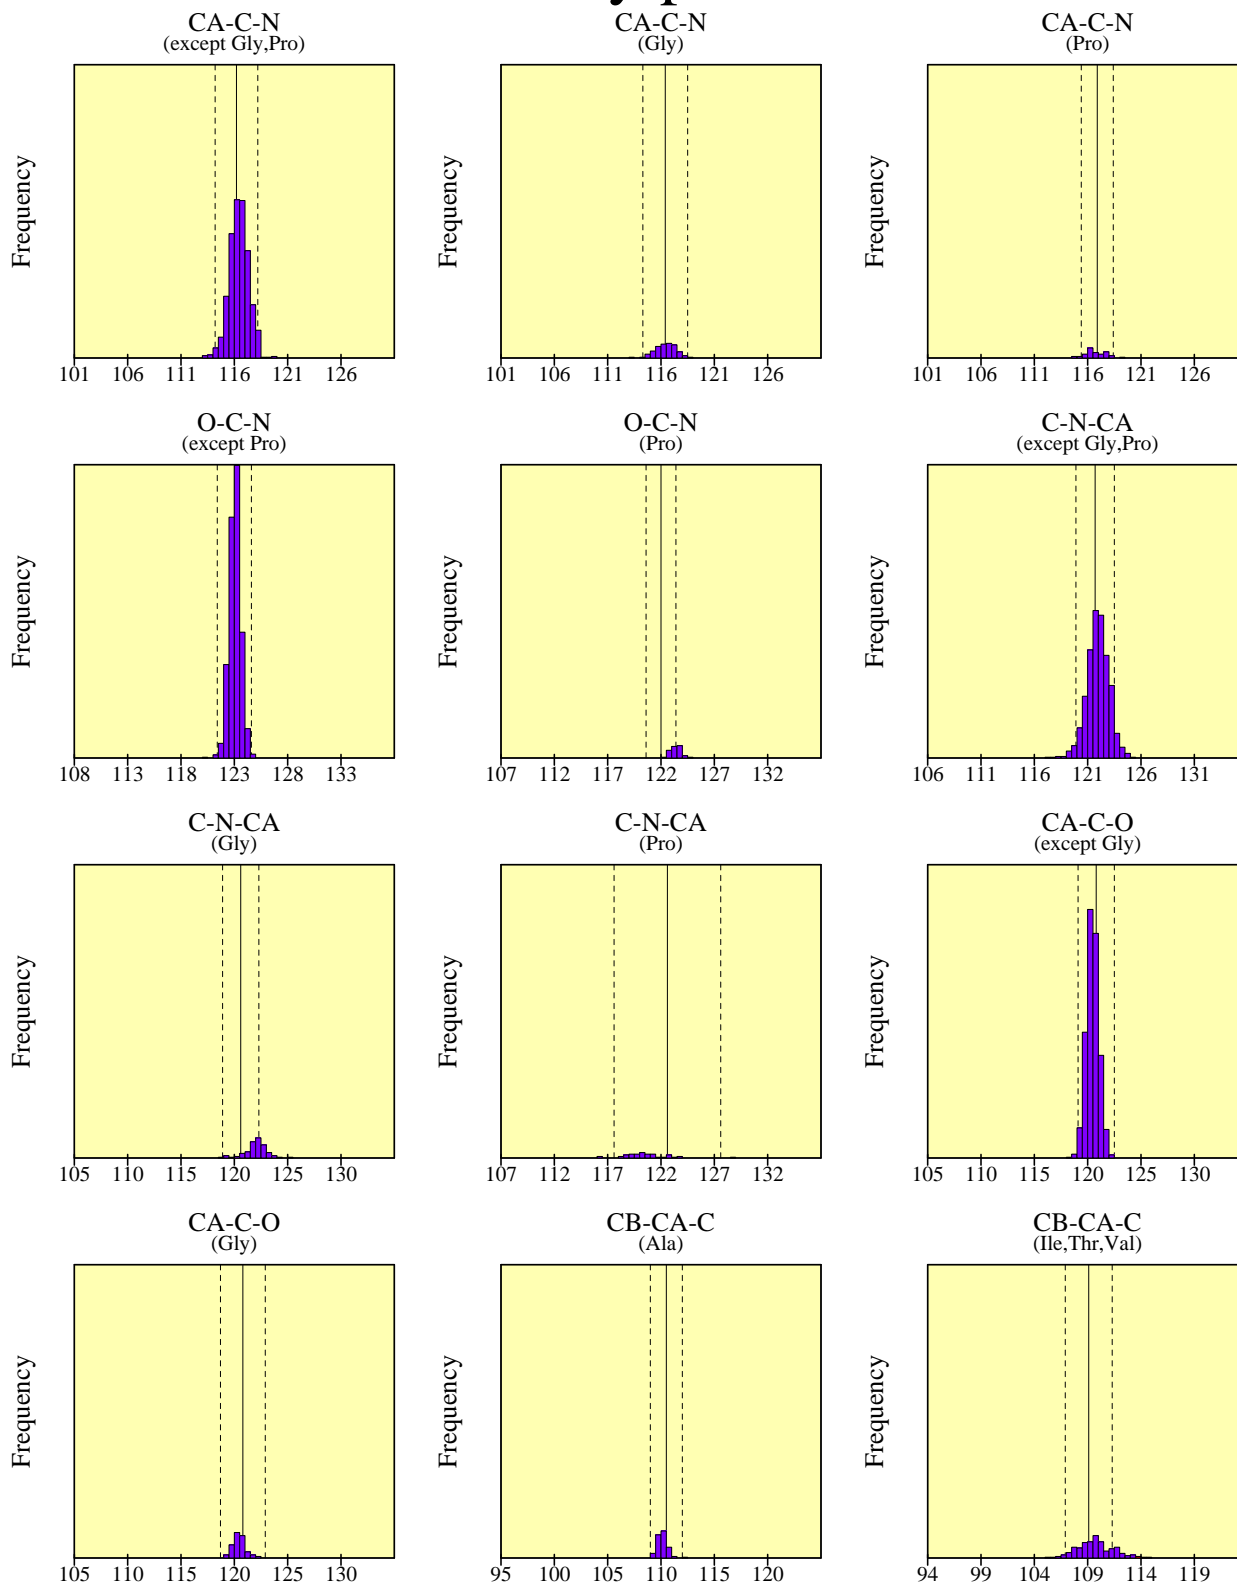 CA-C-N CA-C-N CA-C-N
(except Gly,Pro) (Gly) (Pro)
Frequency Frequency Frequency
101 106 111 116 121 126 101 106 111 116 121 126 101 106 111 116 121 126
O-C-N O-C-N C-N-CA
(except Pro) (Pro) (except Gly,Pro)
Frequency Frequency Frequency
108 113 118 123 128 133 107 112 117 122 127 132 106 111 116 121 126 131
C-N-CA C-N-CA CA-C-O
(Gly) (Pro) (except Gly)
Frequency Frequency Frequency
105 110 115 120 125 130 107 112 117 122 127 132 105 110 115 120 125 130
CA-C-O CB-CA-C CB-CA-C
(Gly) (Ala) (Ile,Thr,Val)
Frequency Frequency Frequency
105 110 115 120 125 130 95 100 105 110 115 120 94 99 104 109 114 119